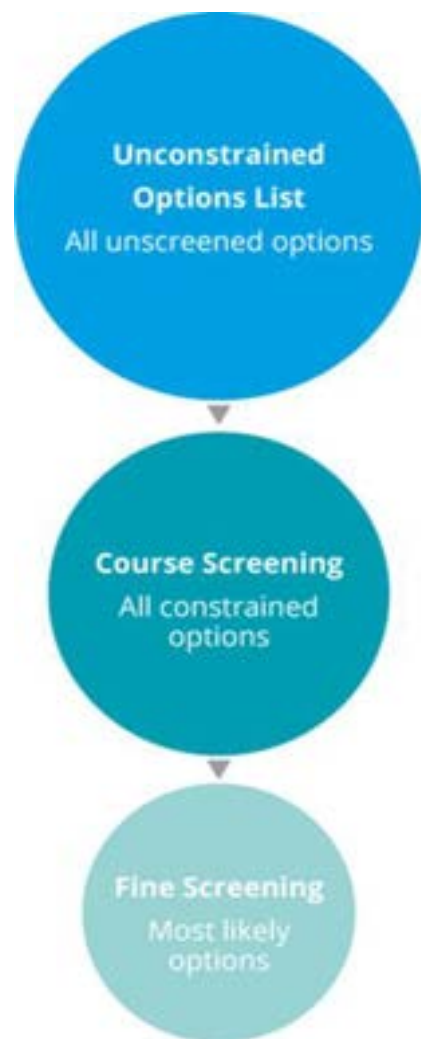 Unconstrained
Options List
All unscreened options
Course Screening
All constrained
options
Fine Screening
Most likely
options